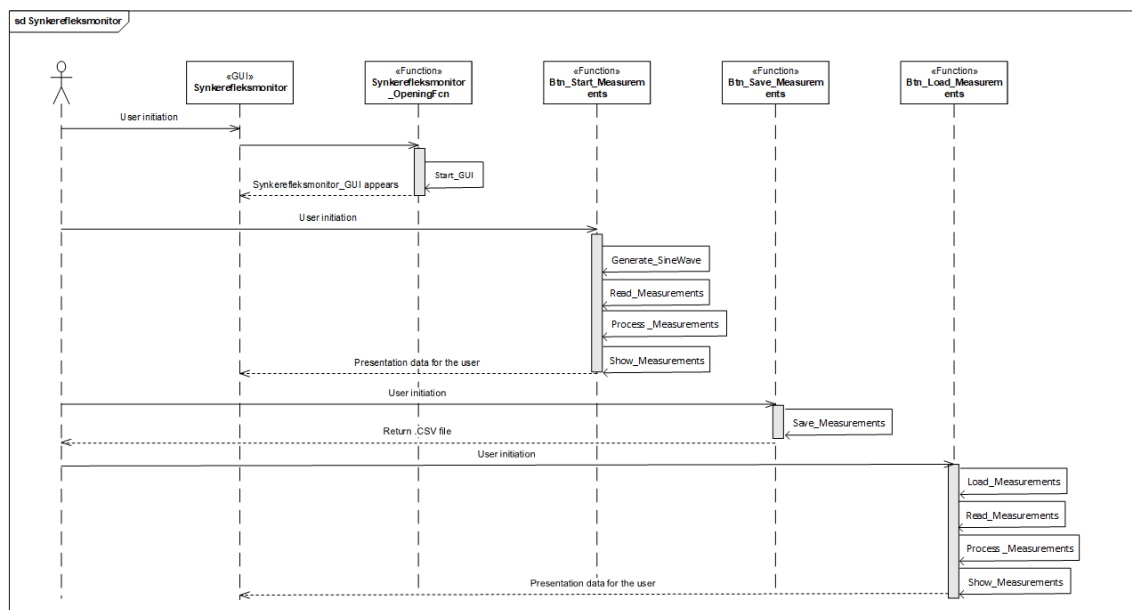 sd Synkerefleksmonitor
«GUI»
Synkerefleksmonitor
«Function»
Synkerefleksmonitor
_OpeningFcn
«Function»
Btn_Start_Measurem
ents
«Function»
Btn_Save_Measurem
ents
«Function»
Btn_Load_Measurem
ents
User initiation
Start_GUI
Synkerefleksmonitor_GUI appears
User initiation
Generate_SineWave
Read_Measurements
Process _Measurements
Show_Measurements
Presentation data for the user
User initiation
Save_Measurements
Return .CSV file
User initiation
Load_Measurements
Read_Measurements
Process _Measurements
Show_Measurements
Presentation data for the user